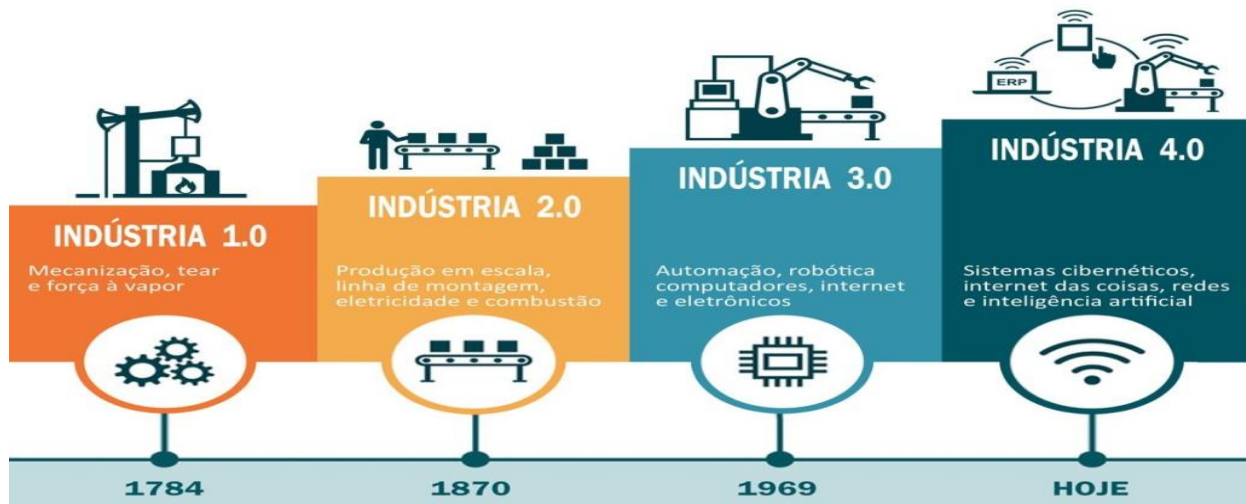 ERP
INDÚSTRIA 1.0
Mecanização, tear
e força à vapor
1784
INDÚSTRIA 2.0
Produção em escala,
linha de montagem,
eletricidade e combustão
1870
INDÚSTRIA 3.0
Automação, robótica
computadores, internet
e eletrônicos
1969
INDÚSTRIA 4.0
Sistemas cibernéticos,
internet das coisas, redes
e inteligência artificial
HOJE